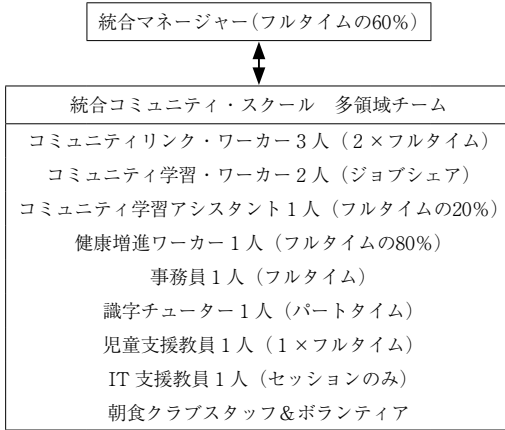 統合マネージャー(フルタイムの60%)
統合コミュニティ・スクール　多領域チーム
コミュニティリンク・ワーカー3人（2×フルタイム）
コミュニティ学習・ワーカー2人（ジョブシェア）
コミュニティ学習アシスタント1人（フルタイムの20%）
健康増進ワーカー1人（フルタイムの80%）
事務員1人（フルタイム）
識字チューター1人（パートタイム）
児童支援教員1人（1×フルタイム）
IT 支援教員1人（セッションのみ）
朝食クラブスタッフ＆ボランティア